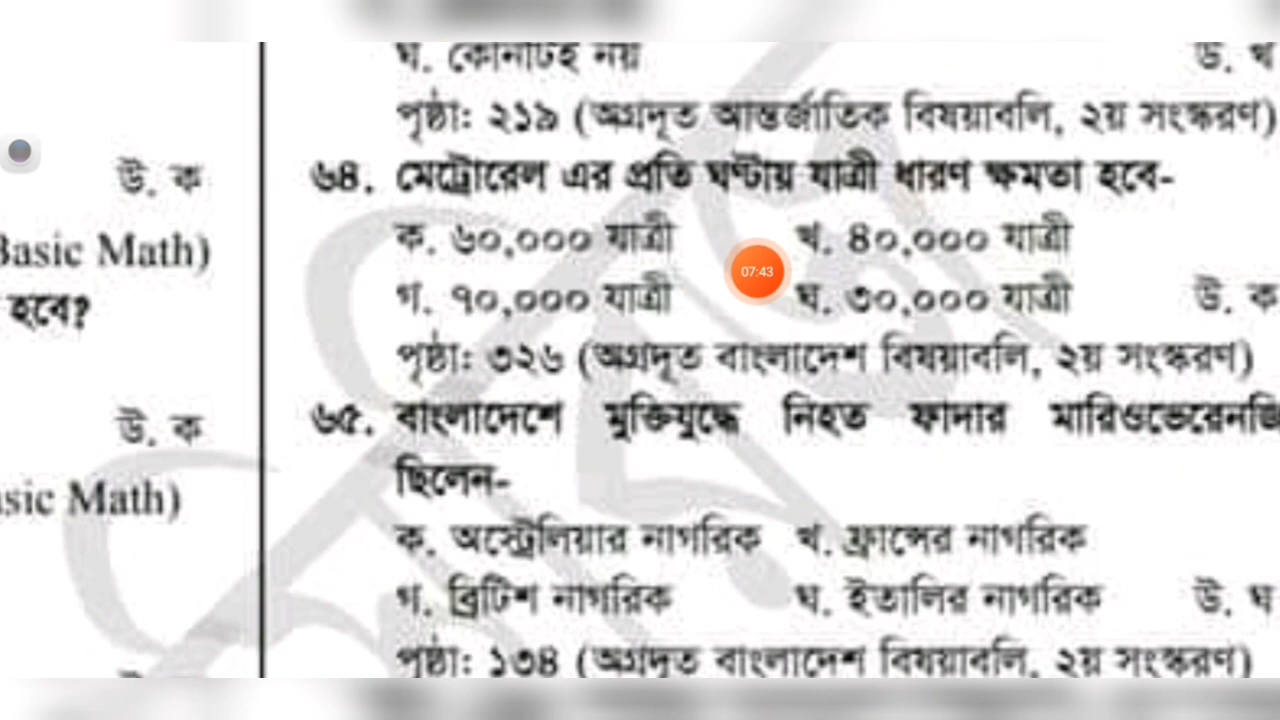 ঘ. কোনটিই নয়
উ. খ
পৃষ্ঠা: ২১৯ (অগ্রদূত আন্তর্জাতিক বিষয়াবলি, ২য় সংস্করণ)
উ. ক
৬৪. মেট্রোরেল এর প্রতি ঘণ্টায় যাত্রী ধারণ ক্ষমতা হবে-
ক. ৬০,০০০ যাত্রী খ. ৪০,০০০ যাত্রী
Basic Math)
07:43
গ. ৭০,০০০ যাত্রী ঘ. ৩০,০০০ যাত্রী উ. ক
হবে?
পৃষ্ঠা: ৩২৬ (অগ্রদূত বাংলাদেশ বিষয়াবলি, ২য় সংস্করণ)
৬৫. বাংলাদেশে মুক্তিযুদ্ধে নিহত ফাদার মারিওভেরেনজি
উ. ক
ছিলেন-
sic Math)
ক. অস্ট্রেলিয়ার নাগরিক খ. ফ্রান্সের নাগরিক
গ. ব্রিটিশ নাগরিক ঘ. ইতালির নাগরিক উ. ঘ
পৃষ্ঠা: ১৩৪ (অগ্রদূত বাংলাদেশ বিষয়াবলি, ২য় সংস্করণ)